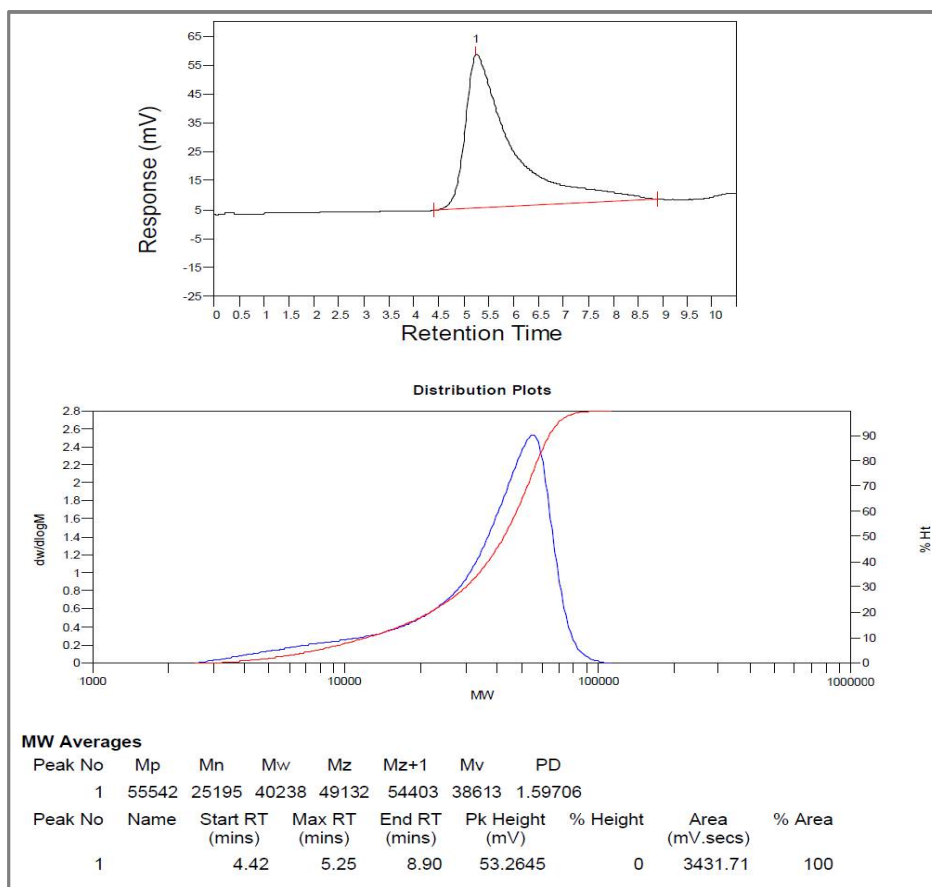 65
55
45
35
25
15
5
-5
-15
-25
Response (mV)
1
0 0.5 1 1.5 2 2.5 3 3.5 4 4.5 5 5.5 6 6.5 7 7.5 8 8.5 9 9.5 10
Retention Time
Distribution Plots
2.8
2.6
2.4
2.2
2
1.8
1.6
1.4
1.2
1
0.8
0.6
0.4
0.2
0
dw/dlogM
90
80
70
60
50
40
30
20
10
0
% Ht
1000 10000 100000 1000000
MW
MW Averages
Peak No Mp Mn Mw Mz Mz+1 Mv PD
1 55542 25195 40238 49132 54403 38613 1.59706
Peak No Name Start RT Max RT End RT Pk Height % Height Area % Area
(mins) (mins) (mins) (mV) (mV.secs)
1 4.42 5.25 8.90 53.2645 0 3431.71 100